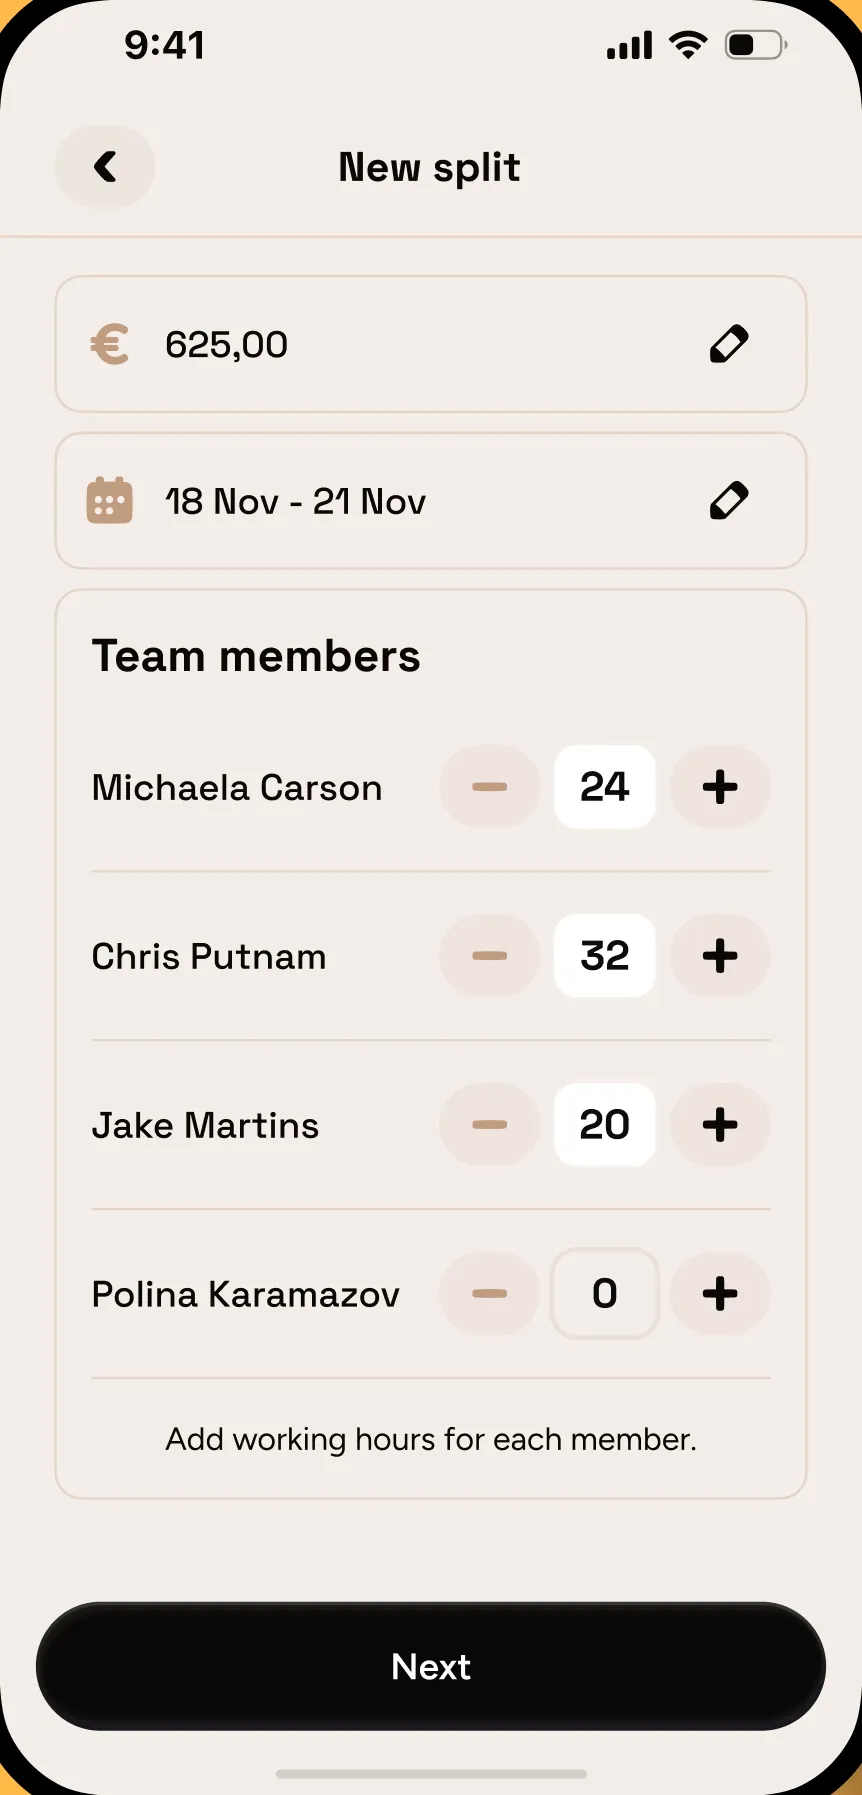 9:41
New split
€ 625,00
18 Nov - 21 Nov
Team members
Michaela Carson − 24 +
Chris Putnam − 32 +
Jake Martins − 20 +
Polina Karamazov − 0 +
Add working hours for each member.
Next